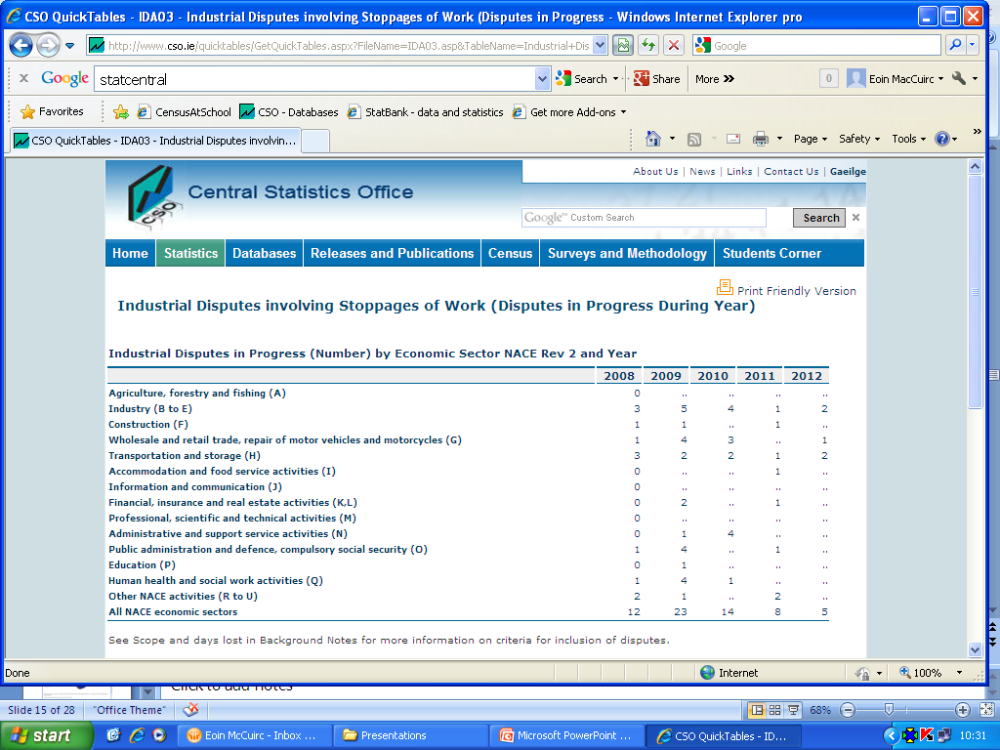 CSO QuickTables - IDA03 - Industrial Disputes involving Stoppages of Work (Disputes in Progress - Windows Internet Explorer pro
http://www.cso.ie/quicktables/GetQuickTables.aspx?FileName=IDA03.asp&TableName=Industrial+Dis Google
Google statcentral Search Share More 0 Eoin MacCuirc
Favorites CensusAtSchool CSO - Databases StatBank - data and statistics Get more Add-ons
CSO QuickTables - IDA03 - Industrial Disputes involvin... Page Safety Tools
About Us | News | Links | Contact Us | Gaeilge
CSO Central Statistics Office
Google™ Custom Search Search
Home Statistics Databases Releases and Publications Census Surveys and Methodology Students Corner
Print Friendly Version
Industrial Disputes involving Stoppages of Work (Disputes in Progress During Year)
Industrial Disputes in Progress (Number) by Economic Sector NACE Rev 2 and Year
2008 2009 2010 2011 2012
Agriculture, forestry and fishing (A) 0 .. .. .. ..
Industry (B to E) 3 5 4 1 2
Construction (F) 1 1 .. 1 ..
Wholesale and retail trade, repair of motor vehicles and motorcycles (G) 1 4 3 .. 1
Transportation and storage (H) 3 2 2 1 2
Accommodation and food service activities (I) 0 .. .. 1 ..
Information and communication (J) 0 .. .. .. ..
Financial, insurance and real estate activities (K,L) 0 2 .. 1 ..
Professional, scientific and technical activities (M) 0 .. .. .. ..
Administrative and support service activities (N) 0 1 4 .. ..
Public administration and defence, compulsory social security (O) 1 4 .. 1 ..
Education (P) 0 1 .. .. ..
Human health and social work activities (Q) 1 4 1 .. ..
Other NACE activities (R to U) 2 1 .. 2 ..
All NACE economic sectors 12 23 14 8 5
See Scope and days lost in Background Notes for more information on criteria for inclusion of disputes.
Done Internet 100%
Click to add notes
Slide 15 of 28 "Office Theme" 68%
start Eoin McCuirc - Inbox ... Presentations Microsoft PowerPoint ... CSO QuickTables - ID... 10:31